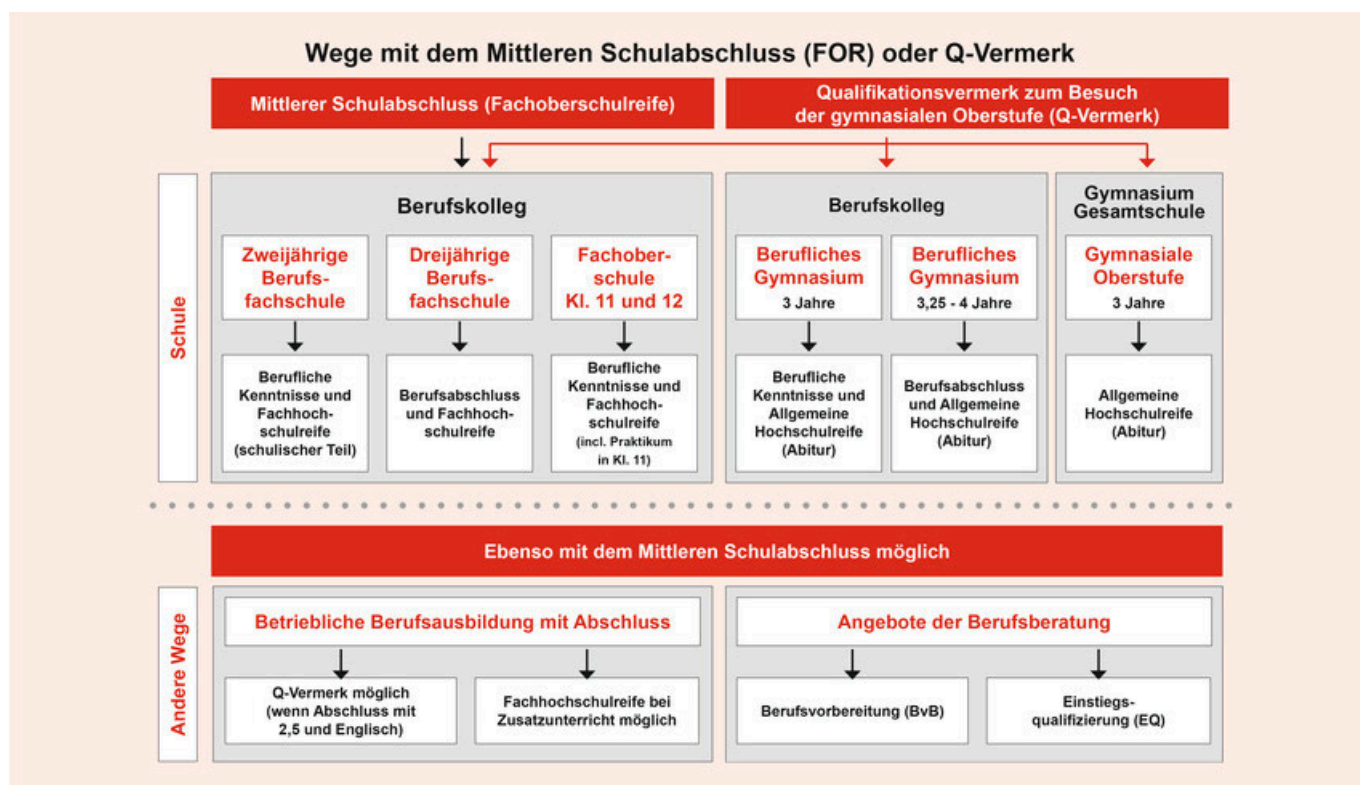 Wege mit dem Mittleren Schulabschluss (FOR) oder Q-Vermerk
Mittlerer Schulabschluss (Fachoberschulreife)
Qualifikationsvermerk zum Besuch
der gymnasialen Oberstufe (Q-Vermerk)
Schule
Berufskolleg
Zweijährige
Berufs-
fachschule
Dreijährige
Berufs-
fachschule
Fachober-
schule
Kl. 11 und 12
Berufliche
Kenntnisse und
Fachhoch-
schulreife
(schulischer Teil)
Berufsabschluss
und Fachhoch-
schulreife
Berufliche
Kenntnisse und
Fachhoch-
schulreife
(incl. Praktikum
in Kl. 11)
Berufskolleg
Berufliches
Gymnasium
3 Jahre
Berufliches
Gymnasium
3,25 - 4 Jahre
Berufliche
Kenntnisse und
Allgemeine
Hochschulreife
(Abitur)
Berufsabschluss
und Allgemeine
Hochschulreife
(Abitur)
Gymnasium
Gesamtschule
Gymnasiale
Oberstufe
3 Jahre
Allgemeine
Hochschulreife
(Abitur)
Ebenso mit dem Mittleren Schulabschluss möglich
Andere Wege
Betriebliche Berufsausbildung mit Abschluss
Q-Vermerk möglich
(wenn Abschluss mit
2,5 und Englisch)
Fachhochschulreife bei
Zusatzunterricht möglich
Angebote der Berufsberatung
Berufsvorbereitung (BvB)
Einstiegs-
qualifizierung (EQ)